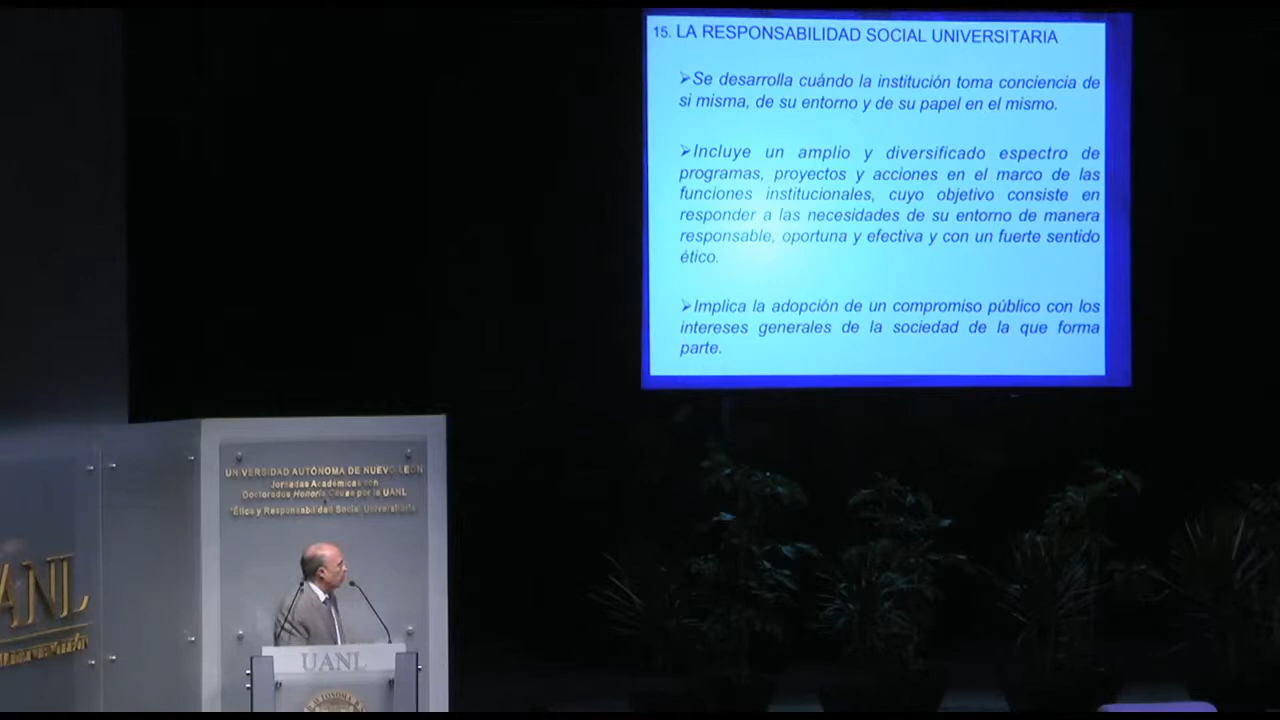 15. LA RESPONSABILIDAD SOCIAL UNIVERSITARIA
➢Se desarrolla cuándo la institución toma conciencia de
si misma, de su entorno y de su papel en el mismo.
➢Incluye un amplio y diversificado espectro de
programas, proyectos y acciones en el marco de las
funciones institucionales, cuyo objetivo consiste en
responder a las necesidades de su entorno de manera
responsable, oportuna y efectiva y con un fuerte sentido
ético.
➢Implica la adopción de un compromiso público con los
intereses generales de la sociedad de la que forma
parte.
UNIVERSIDAD AUTÓNOMA DE NUEVO LEÓN
Jornadas Académicas con
Doctorados Honoris Causa por la UANL
"Ética y Responsabilidad Social Universitaria
ANL
UANL